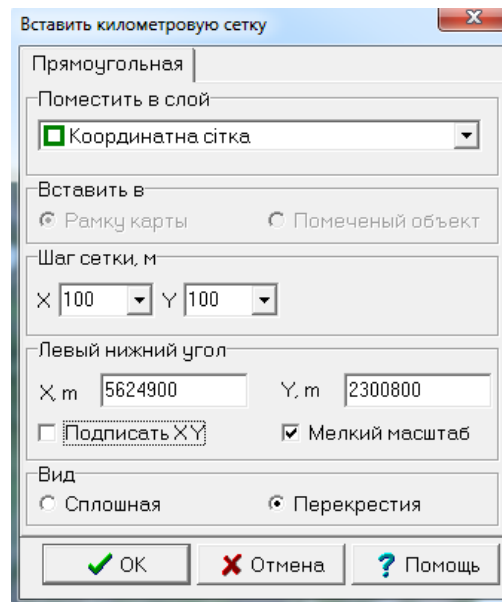 Вставить километровую сетку
Прямоугольная
Поместить в слой
Координатна сітка
Вставить в
Рамку карты Помеченый объект
Шаг сетки, м
X 100 Y 100
Левый нижний угол
X, m 5624900 Y, m 2300800
Подписать XY Мелкий масштаб
Вид
Сплошная Перекрестия
OK Отмена ? Помощь